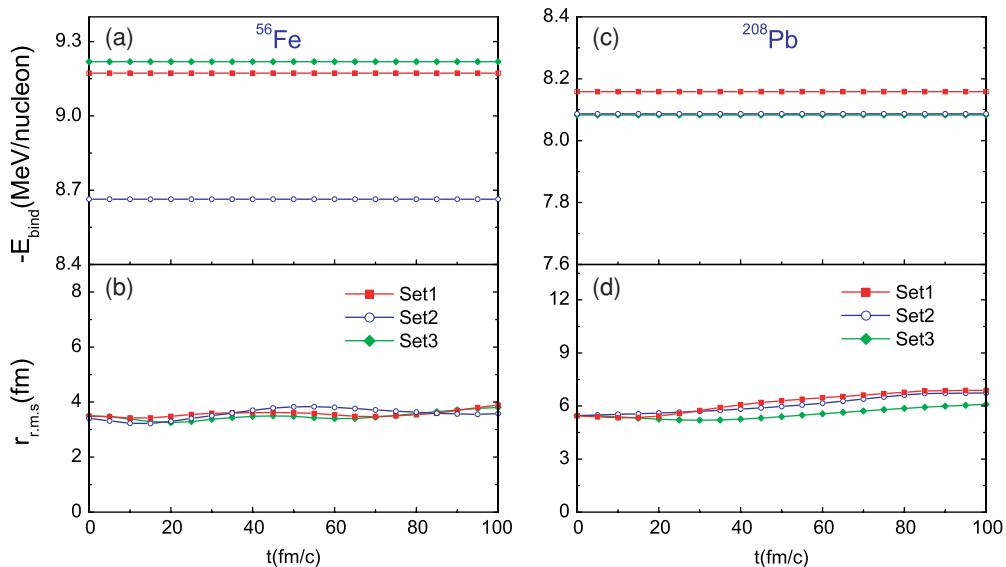 (a)
⁵⁶Fe
9.3
9.0
8.7
8.4
-E_bind(MeV/nucleon)
(c)
²⁰⁸Pb
8.4
8.2
8.0
7.8
7.6
(b)
Set1
Set2
Set3
8
6
4
2
0
r_r.m.s(fm)
0 20 40 60 80 100
t(fm/c)
(d)
Set1
Set2
Set3
12
9
6
3
0
0 20 40 60 80 100
t(fm/c)